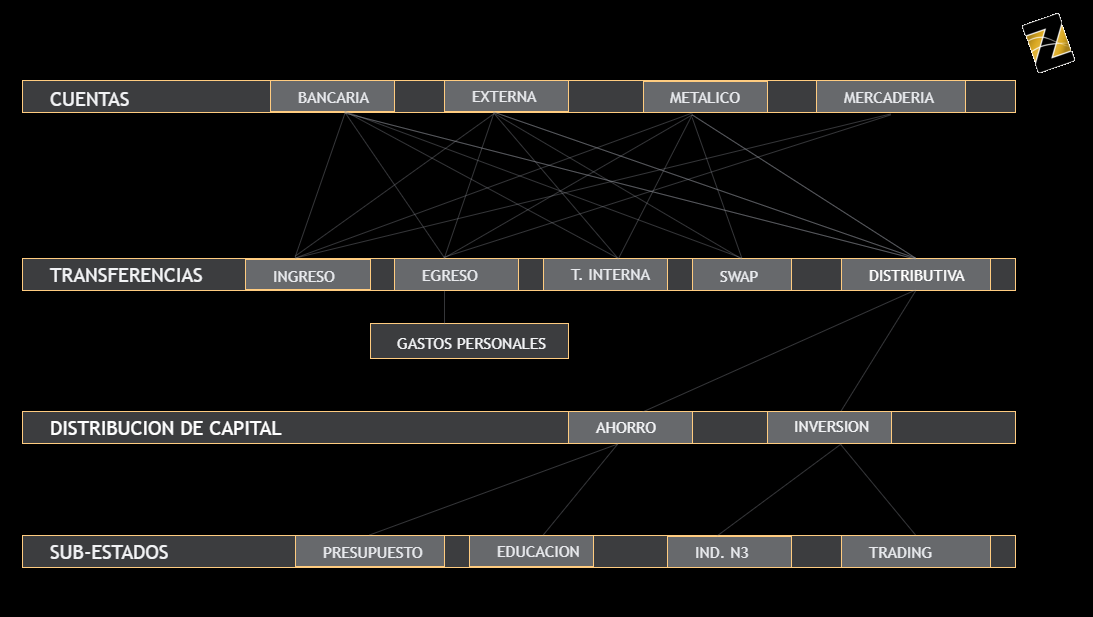 CUENTAS BANCARIA EXTERNA METALICO MERCADERIA
TRANSFERENCIAS INGRESO EGRESO T. INTERNA SWAP DISTRIBUTIVA
GASTOS PERSONALES
DISTRIBUCION DE CAPITAL AHORRO INVERSION
SUB-ESTADOS PRESUPUESTO EDUCACION IND. N3 TRADING